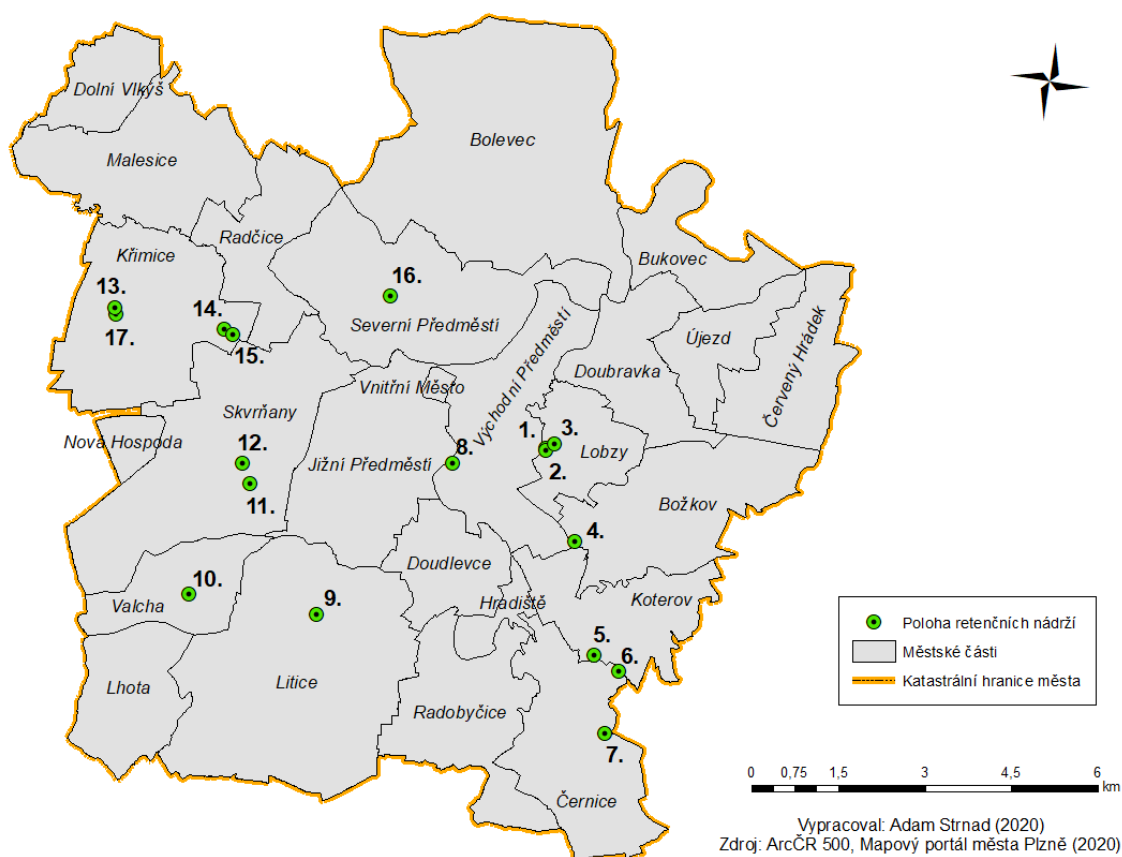 Dolní Vlkýš
Bolevec
Malesice
Radčice
Křimice
Bukovec
13.
16.
14.
17.
15.
Severní Předměstí
Východní Předměstí
Újezd
Červený Hrádek
Doubravka
Vnitřní Město
Skvrňany
Nová Hospoda
12.
Jižní Předměstí
8.
1.
3.
2.
Lobzy
11.
Božkov
4.
Doudlevce
10.
Valcha
9.
Hradiště
Koterov
5.
6.
Lhota
Litice
Radobyčice
7.
Černice
Poloha retenčních nádrží
Městské části
Katastrální hranice města
0 0,75 1,5 3 4,5 6
km
Vypracoval: Adam Strnad (2020)
Zdroj: ArcČR 500, Mapový portál města Plzně (2020)